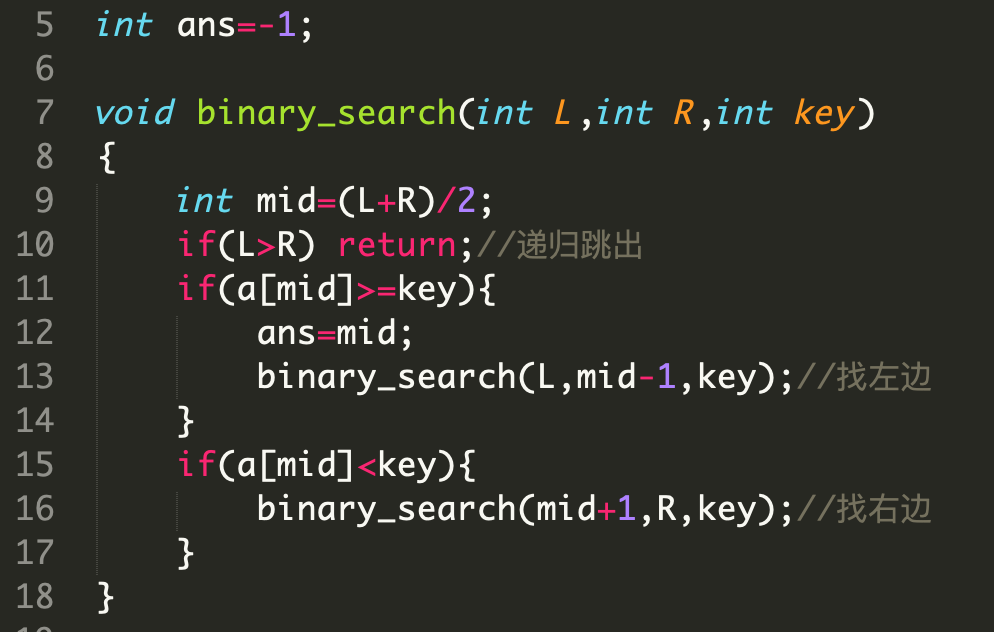 5 int ans=-1;
6
7 void binary_search(int L,int R,int key)
8 {
9     int mid=(L+R)/2;
10     if(L>R) return;//递归跳出
11     if(a[mid]>=key){
12         ans=mid;
13         binary_search(L,mid-1,key);//找左边
14     }
15     if(a[mid]<key){
16         binary_search(mid+1,R,key);//找右边
17     }
18 }